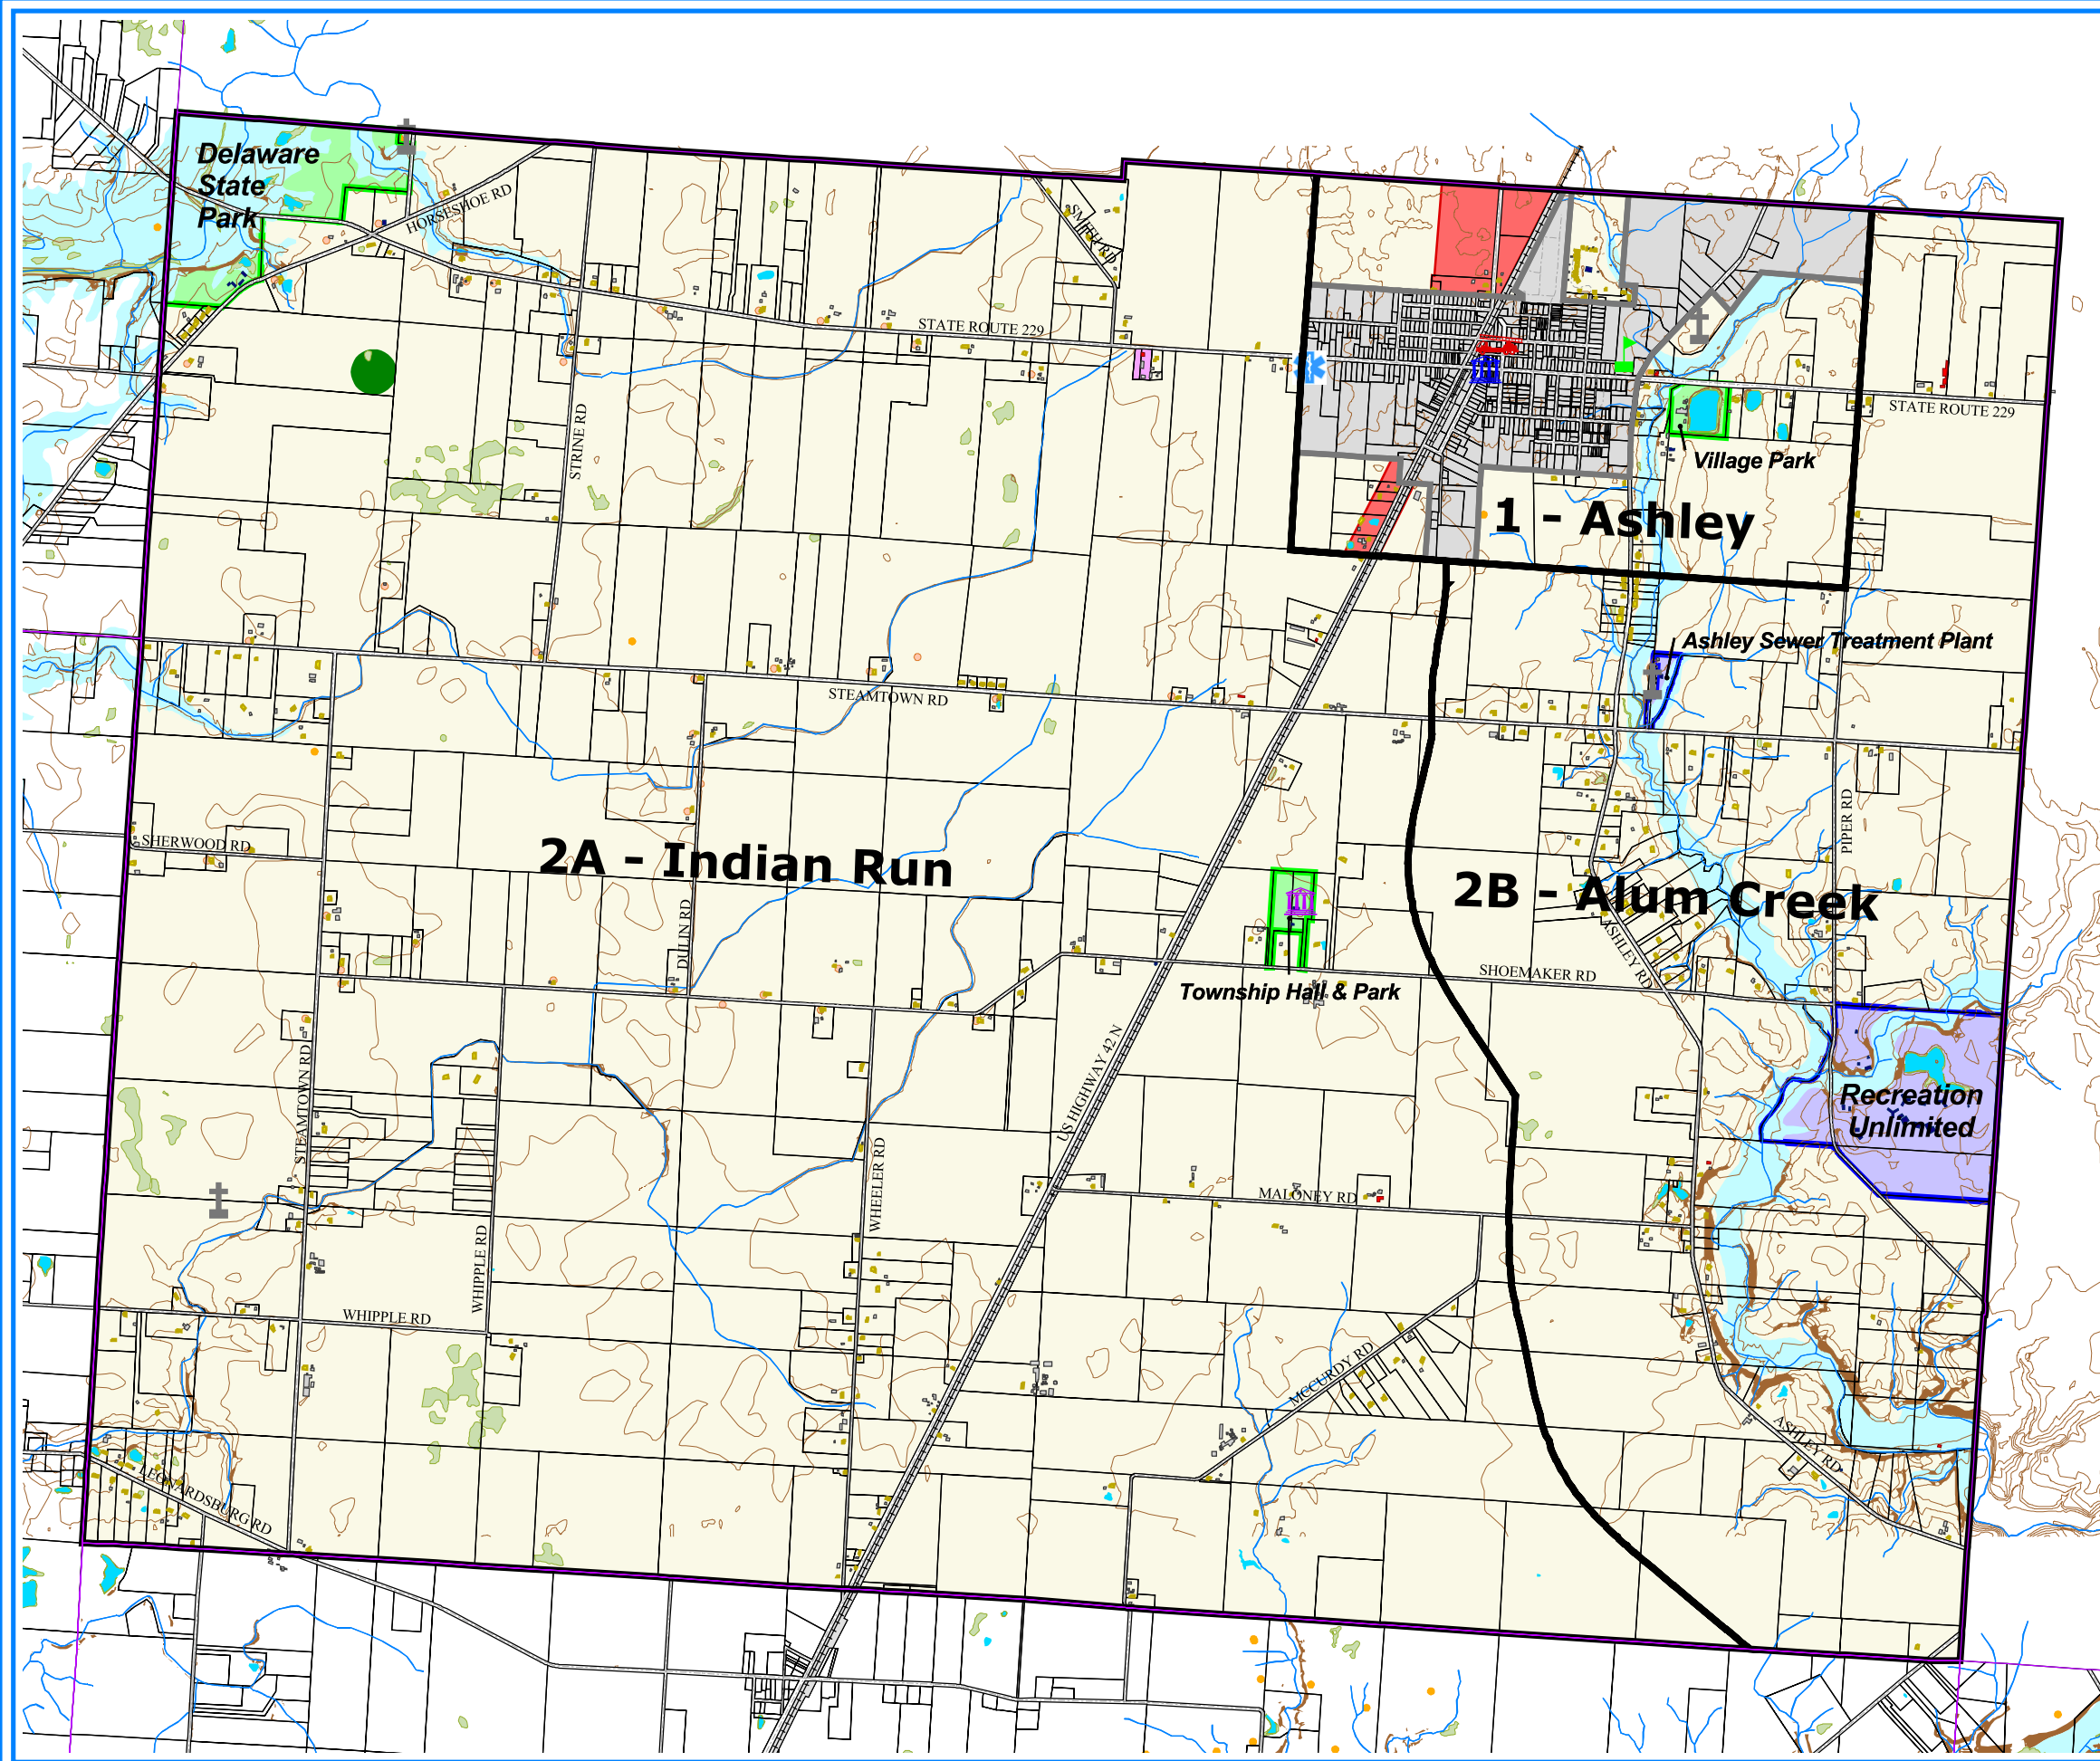 Delaware
State
Park
HORSESHOE RD
SMITH RD
STATE ROUTE 229
STATE ROUTE 229
Village Park
STRINE RD
1 - Ashley
Ashley Sewer Treatment Plant
STEAMTOWN RD
PIPER RD
SHERWOOD RD
2A - Indian Run
2B - Alum Creek
DULIN RD
ASHLEY RD
SHOEMAKER RD
Township Hall & Park
US HIGHWAY 42 N
STEAMTOWN RD
Recreation
Unlimited
WHEELER RD
MALONEY RD
WHIPPLE RD
WHIPPLE RD
MCCURDY RD
ASHLEY RD
LEONARDSBURG RD